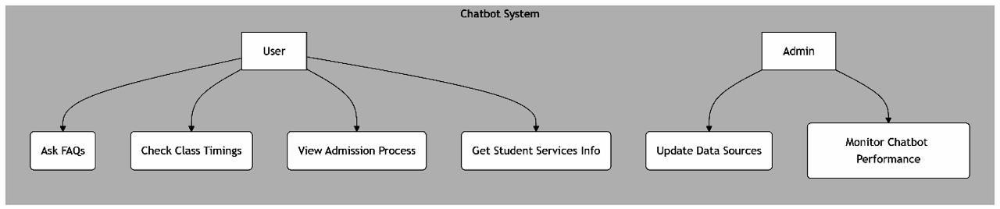 Chatbot System
User
Admin
Ask FAQs
Check Class Timings
View Admission Process
Get Student Services Info
Update Data Sources
Monitor Chatbot
Performance